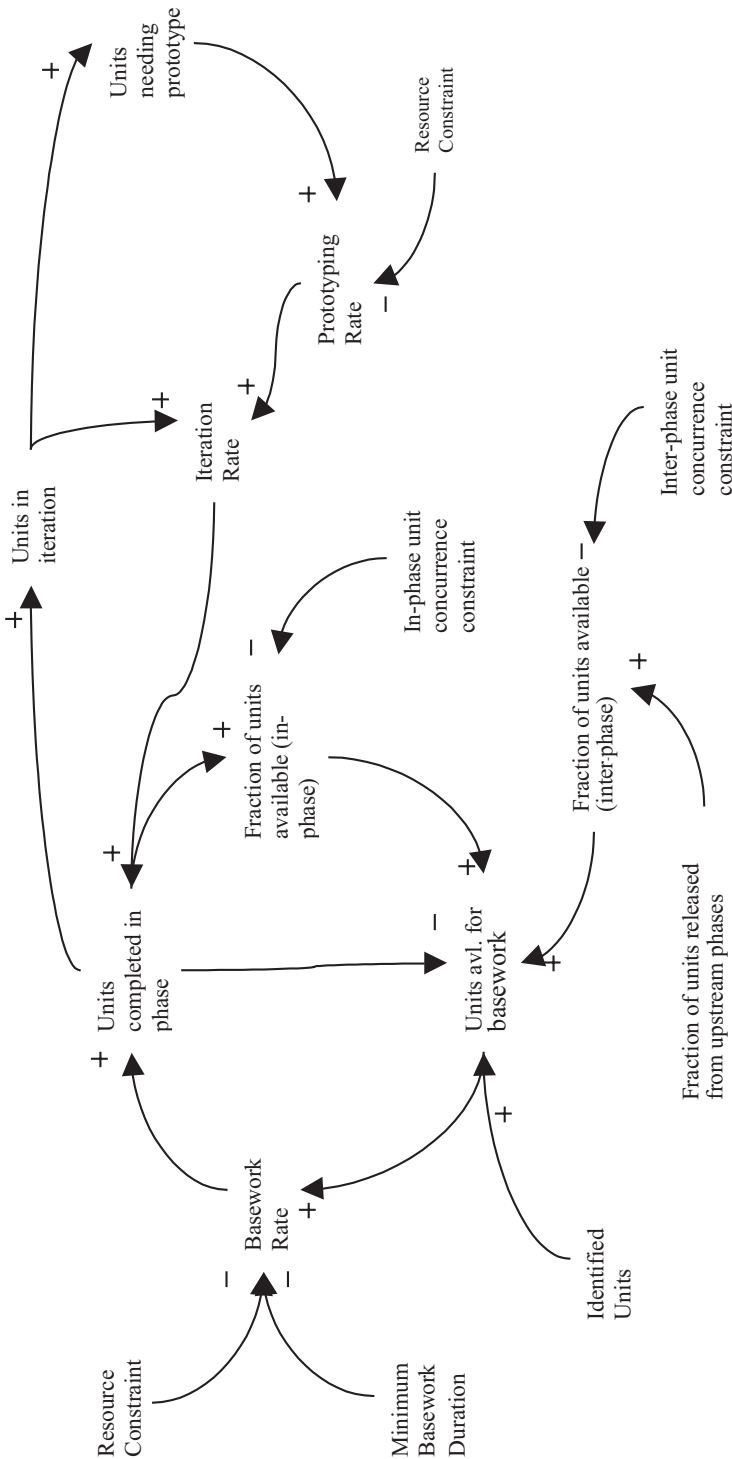 Units in
iteration
+
+
Units
needing
prototype
+
+
Iteration
Rate
+
+
Prototyping
Rate
−
Resource
Constraint
Units
completed in
phase
+
+
Fraction of units
available (in-
phase)
+
−
In-phase unit
concurrence
constraint
Basework
Rate
−
−
+
Resource
Constraint
Minimum
Basework
Duration
Units avl. for
basework
−
+
+
+
Identified
Units
Fraction of units available
(inter-phase)
−
+
Inter-phase unit
concurrence
constraint
Fraction of units released
from upstream phases